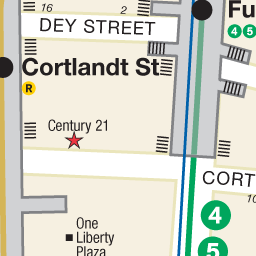 16
2
Fu
DEY STREET
4 5
Cortlandt St
R
Century 21
CORT
4
One
Liberty
Plaza
5